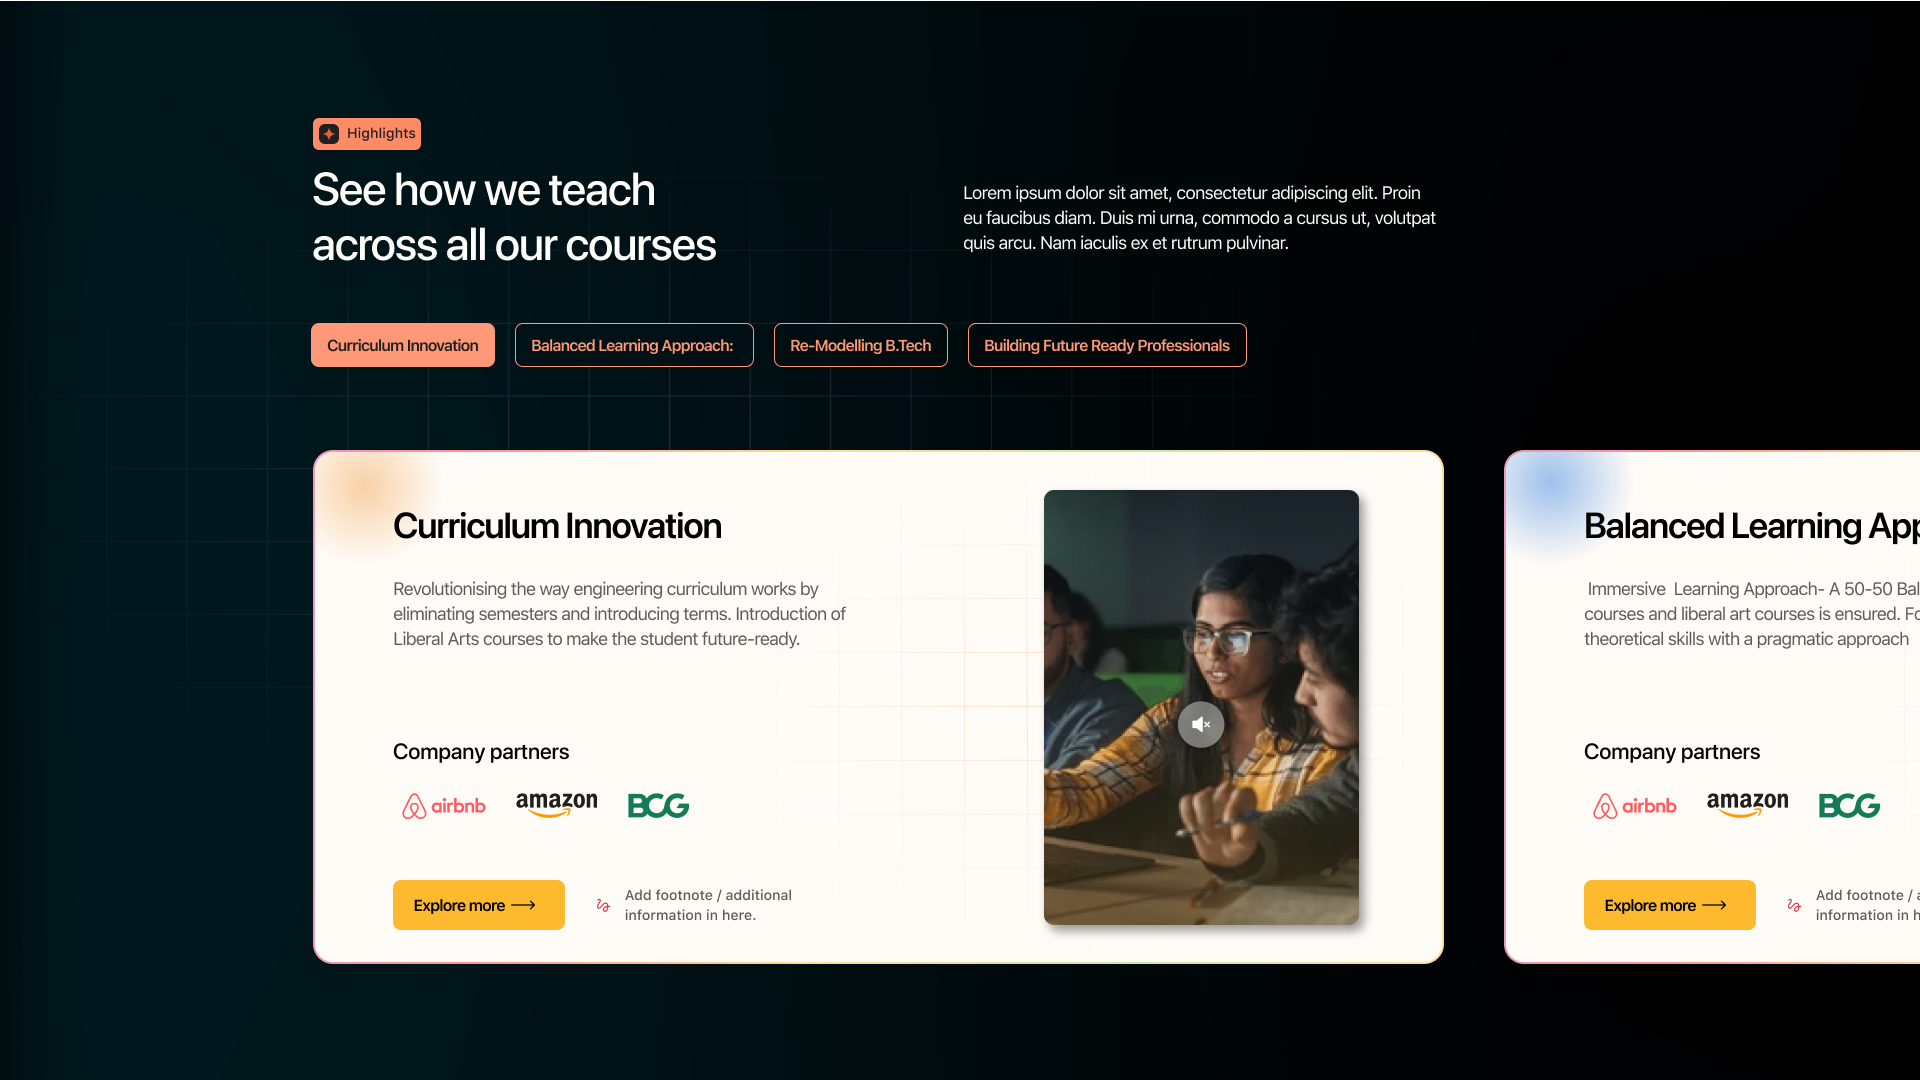 Highlights
See how we teach
across all our courses
Lorem ipsum dolor sit amet, consectetur adipiscing elit. Proin
eu faucibus diam. Duis mi urna, commodo a cursus ut, volutpat
quis arcu. Nam iaculis ex et rutrum pulvinar.
Curriculum Innovation
Balanced Learning Approach:
Re-Modelling B.Tech
Building Future Ready Professionals
Curriculum Innovation
Revolutionising the way engineering curriculum works by
eliminating semesters and introducing terms. Introduction of
Liberal Arts courses to make the student future-ready.
Company partners
airbnb
amazon
BCG
Explore more
Add footnote / additional
information in here.
Balanced Learning App
Immersive Learning Approach- A 50-50 Bal
courses and liberal art courses is ensured. Fo
theoretical skills with a pragmatic approach
Company partners
airbnb
amazon
BCG
Explore more
Add footnote / a
information in h